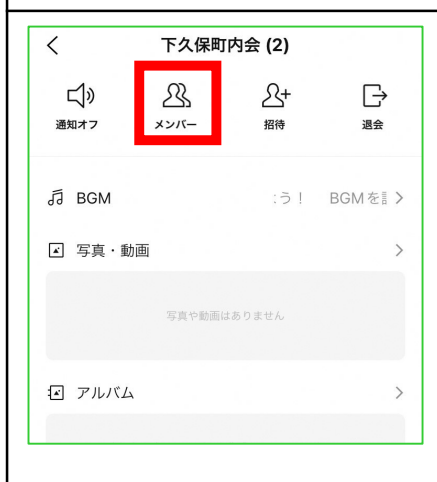 下久保町内会 (2)
通知オフ メンバー 招待 退会
BGM :う! BGMを
写真・動画
写真や動画はありません
アルバム